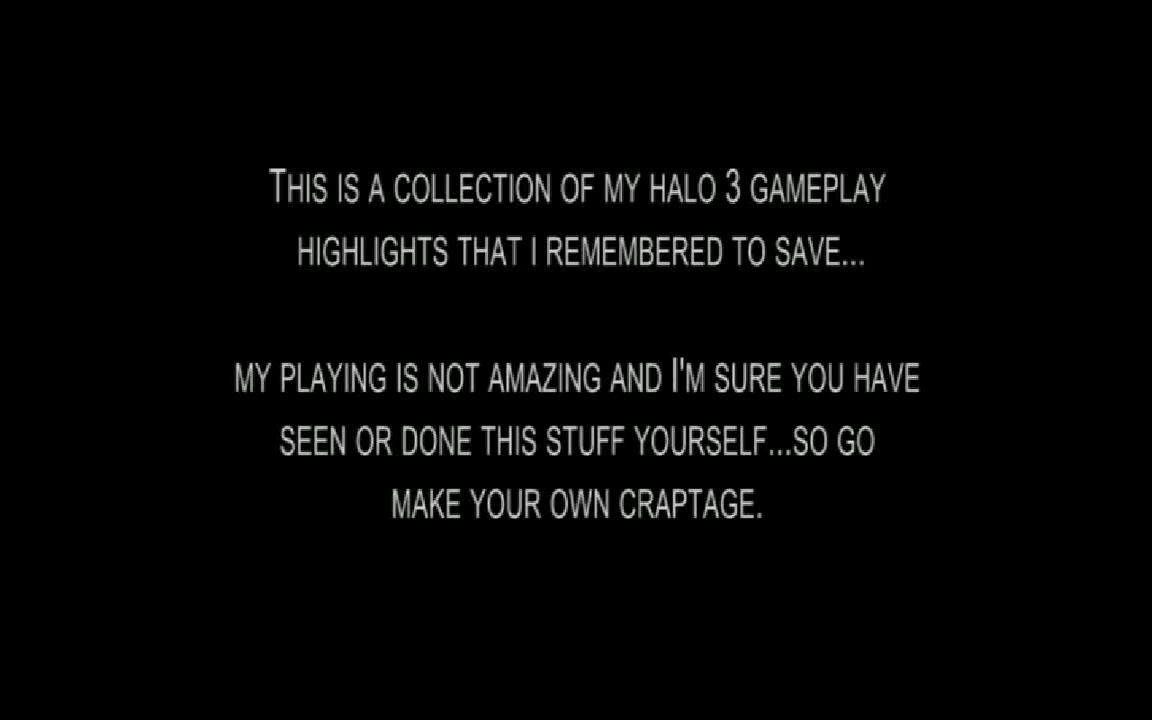 This is a collection of my halo 3 gameplay
highlights that i remembered to save...
my playing is not amazing and I'm sure you have
seen or done this stuff yourself...so go
make your own craptage.